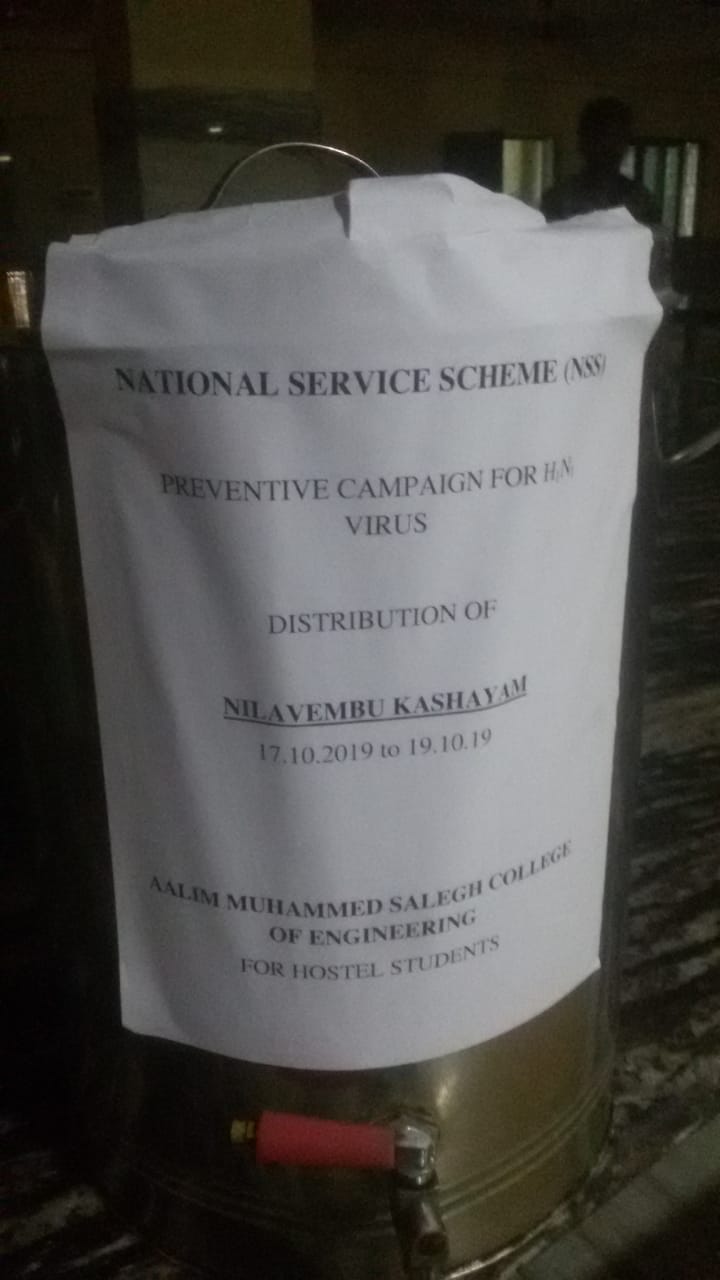 NATIONAL SERVICE SCHEME (NSS)
PREVENTIVE CAMPAIGN FOR H₁N₁
VIRUS
DISTRIBUTION OF
NILAVEMBU KASHAYAM
17.10.2019 to 19.10.19
AALIM MUHAMMED SALEGH COLLEGE
OF ENGINEERING
FOR HOSTEL STUDENTS